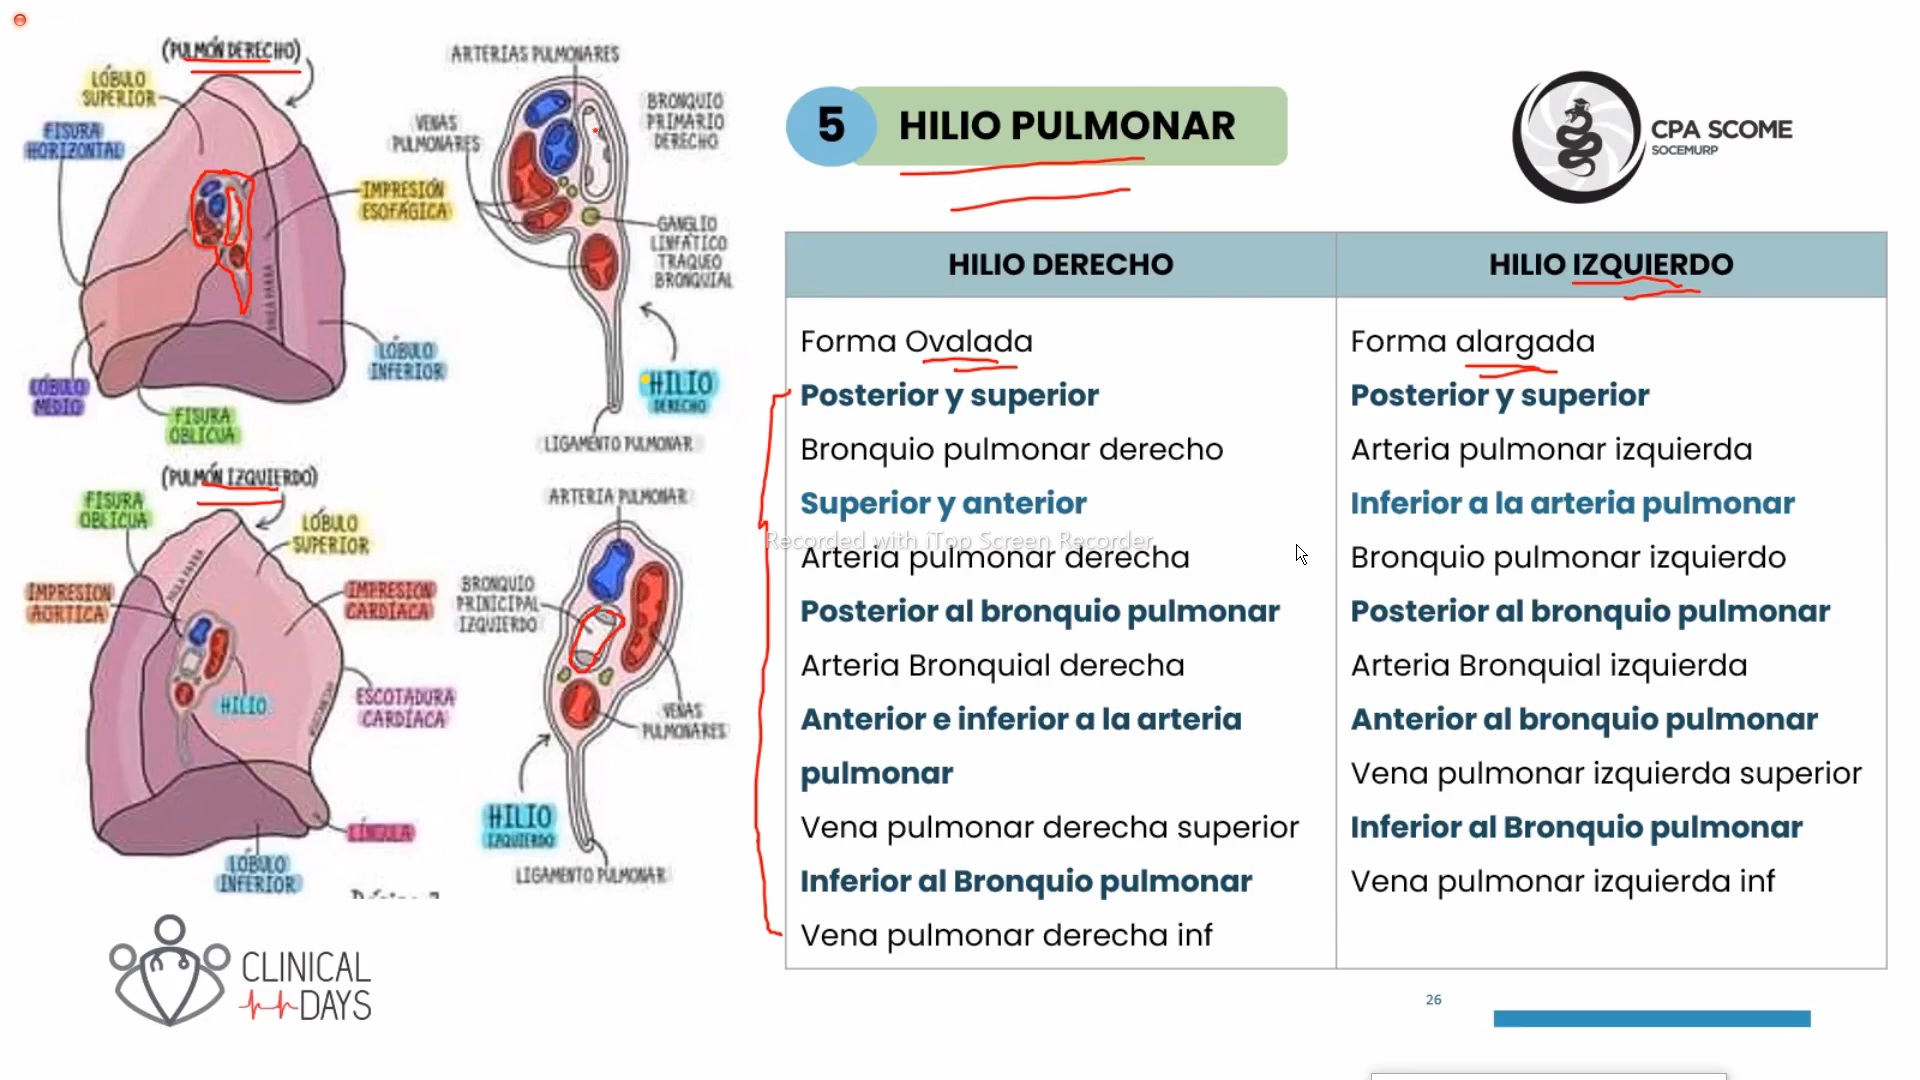 (PULMÓN DERECHO)
LÓBULO
SUPERIOR
FISURA
HORIZONTAL
IMPRESIÓN
ESOFÁGICA
LÓBULO
MEDIO
FISURA
OBLICUA
LÓBULO
INFERIOR
ARTERIAS PULMONARES
VENAS
PULMONARES
BRONQUIO
PRIMARIO
DERECHO
GANGLIO
LINFÁTICO
TRAQUEO
BRONQUIAL
HILIO
DERECHO
LIGAMENTO PULMONAR
(PULMÓN IZQUIERDO)
FISURA
OBLICUA
LÓBULO
SUPERIOR
IMPRESION
AORTICA
IMPRESION
CARDÍACA
HILIO
ESCOTADURA
CARDÍACA
LÍNGULA
LÓBULO
INFERIOR
ARTERIA PULMONAR
BRONQUIO
PRINICIPAL
IZQUIERDO
VENAS
PULMONARES
HILIO
IZQUIERDO
LIGAMENTO PULMONAR
CLINICAL
DAYS
5 HILIO PULMONAR
CPA SCOME
SOCEMURP
HILIO DERECHO
Forma Ovalada
Posterior y superior
Bronquio pulmonar derecho
Superior y anterior
Recorded with iTop Screen Recorder
Arteria pulmonar derecha
Posterior al bronquio pulmonar
Arteria Bronquial derecha
Anterior e inferior a la arteria
pulmonar
Vena pulmonar derecha superior
Inferior al Bronquio pulmonar
Vena pulmonar derecha inf
HILIO IZQUIERDO
Forma alargada
Posterior y superior
Arteria pulmonar izquierda
Inferior a la arteria pulmonar
Bronquio pulmonar izquierdo
Posterior al bronquio pulmonar
Arteria Bronquial izquierda
Anterior al bronquio pulmonar
Vena pulmonar izquierda superior
Inferior al Bronquio pulmonar
Vena pulmonar izquierda inf
26